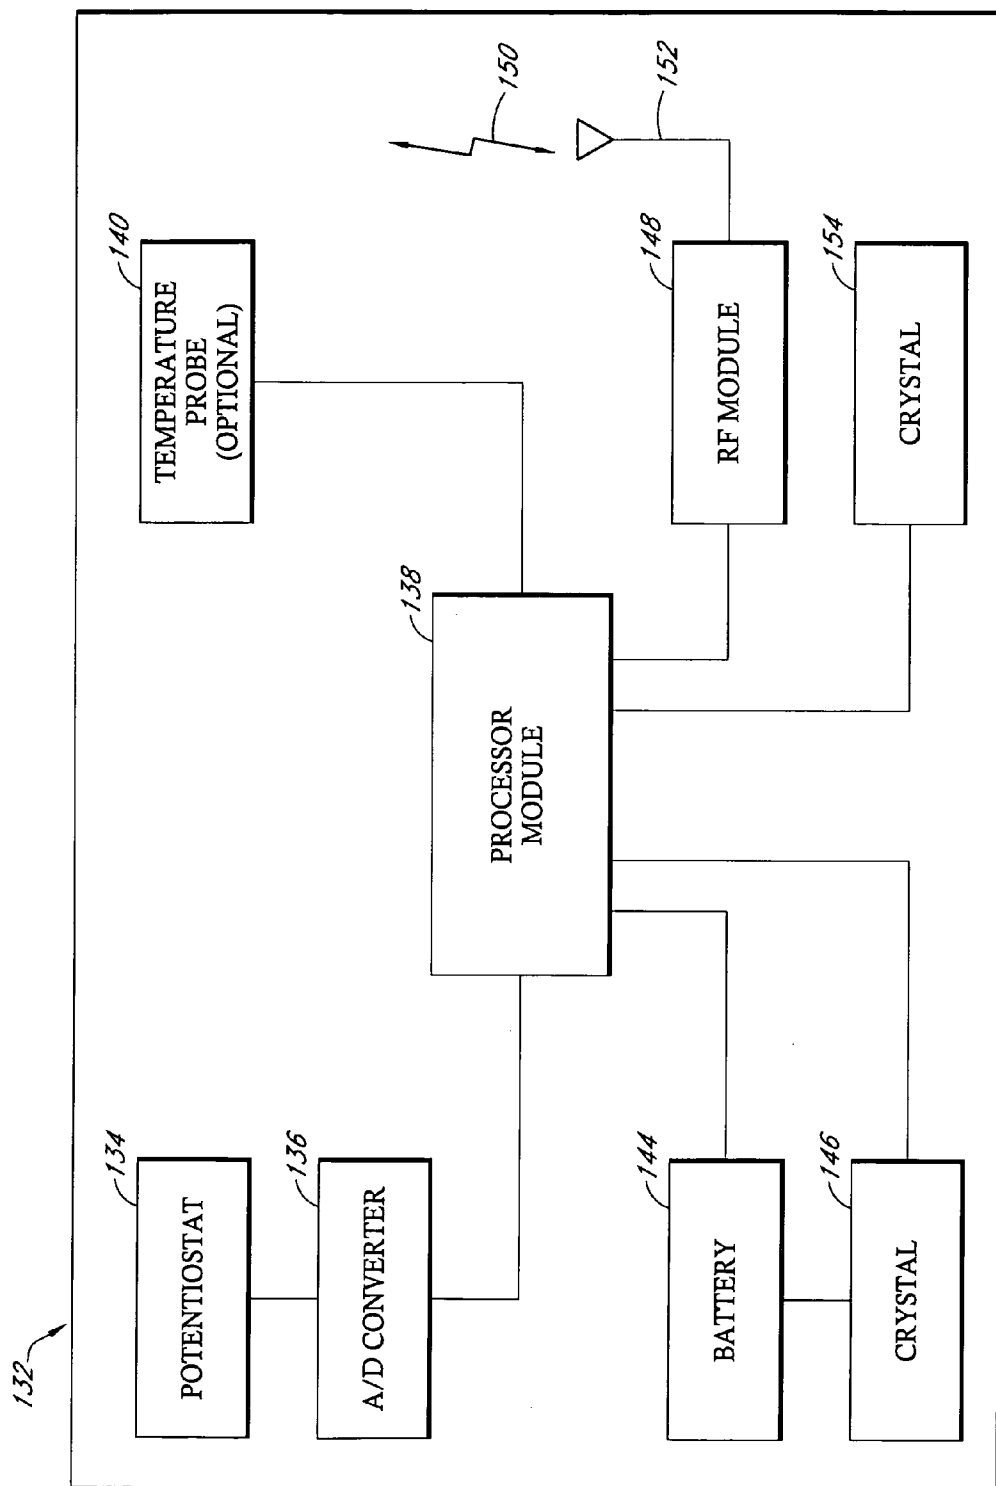 132
134
POTENTIOSTAT
136
A/D CONVERTER
138
PROCESSOR
MODULE
140
TEMPERATURE
PROBE
(OPTIONAL)
144
BATTERY
146
CRYSTAL
148
RF MODULE
150
152
154
CRYSTAL